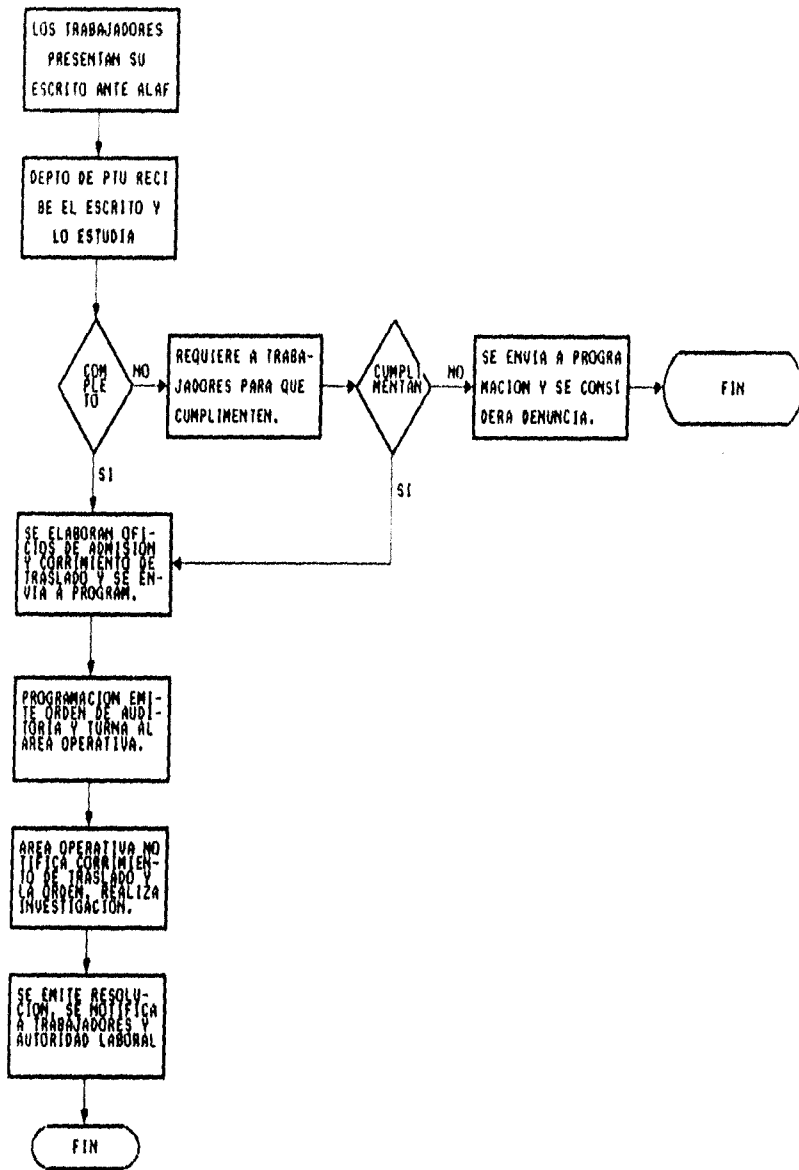 LOS TRABAJADORES
PRESENTAN SU
ESCRITO ANTE ALAF
DEPTO DE PTU RECI
BE EL ESCRITO Y
LO ESTUDIA
COM
PLE
TO
NO
REQUIERE A TRABA-
JADORES PARA QUE
CUMPLIMENTEN.
CUMPLI
MENTAN
NO
SE ENVIA A PROGRA
MACION Y SE CONSI
DERA DENUNCIA.
FIN
SI
SI
SE ELABORAN OFI-
CIOS DE ADMISION
Y CORRIMIENTO DE
TRASLADO Y SE EN-
VIA A PROGRAM.
PROGRAMACION EMI-
TE ORDEN DE AUDI-
TORIA Y TURNA AL
AREA OPERATIVA.
AREA OPERATIVA NO
TIFICA CORRIMIEN-
TO DE TRASLADO Y
LA ORDEN, REALIZA
INVESTIGACION.
SE EMITE RESOLU-
CION, SE NOTIFICA
A TRABAJADORES Y
AUTORIDAD LABORAL
FIN